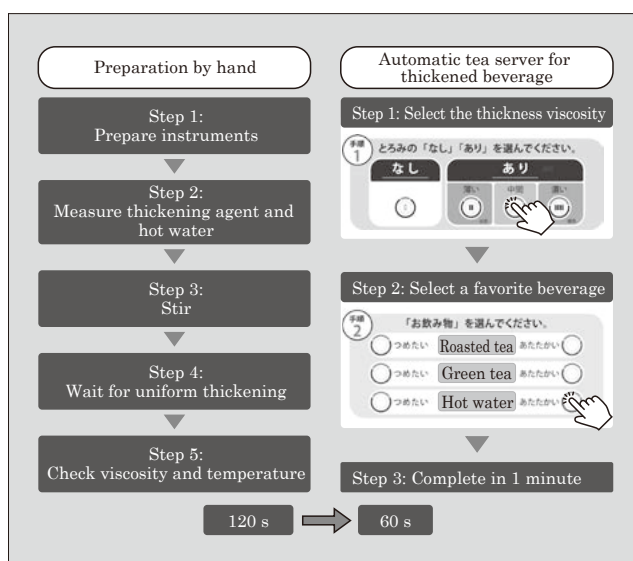 Preparation by hand
Step 1:
Prepare instruments
Step 2:
Measure thickening agent and
hot water
Step 3:
Stir
Step 4:
Wait for uniform thickening
Step 5:
Check viscosity and temperature
Automatic tea server for
thickened beverage
Step 1: Select the thickness viscosity
手順
1
とろみの「なし」「あり」を選んでください。
なし
あり
薄い
中間
濃い
Step 2: Select a favorite beverage
手順
2
「お飲み物」を選んでください。
つめたい Roasted tea あたたかい
つめたい Green tea あたたかい
つめたい Hot water あたたかい
Step 3: Complete in 1 minute
120 s
60 s